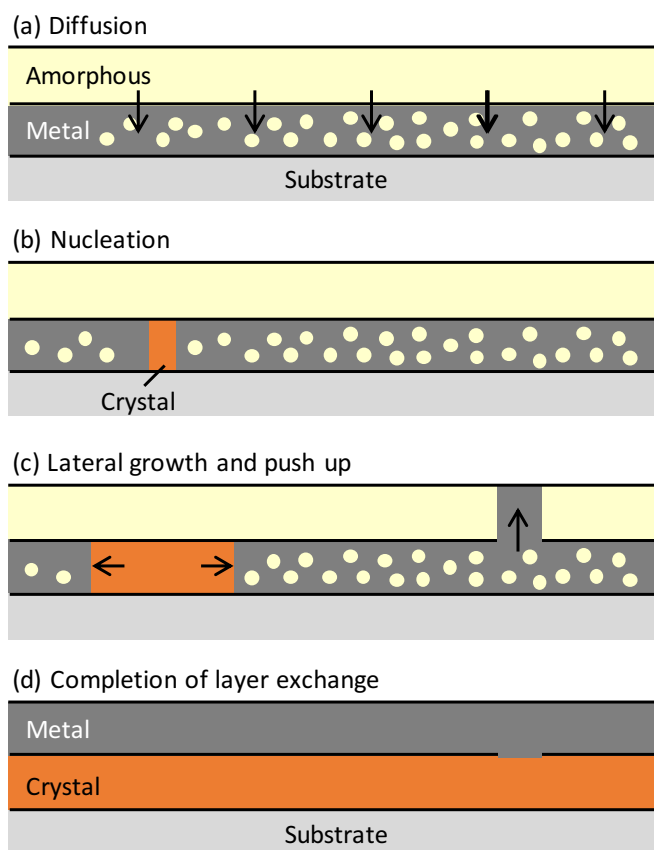 (a) Diffusion
Amorphous
Metal
Substrate
(b) Nucleation
Crystal
(c) Lateral growth and push up
(d) Completion of layer exchange
Metal
Crystal
Substrate